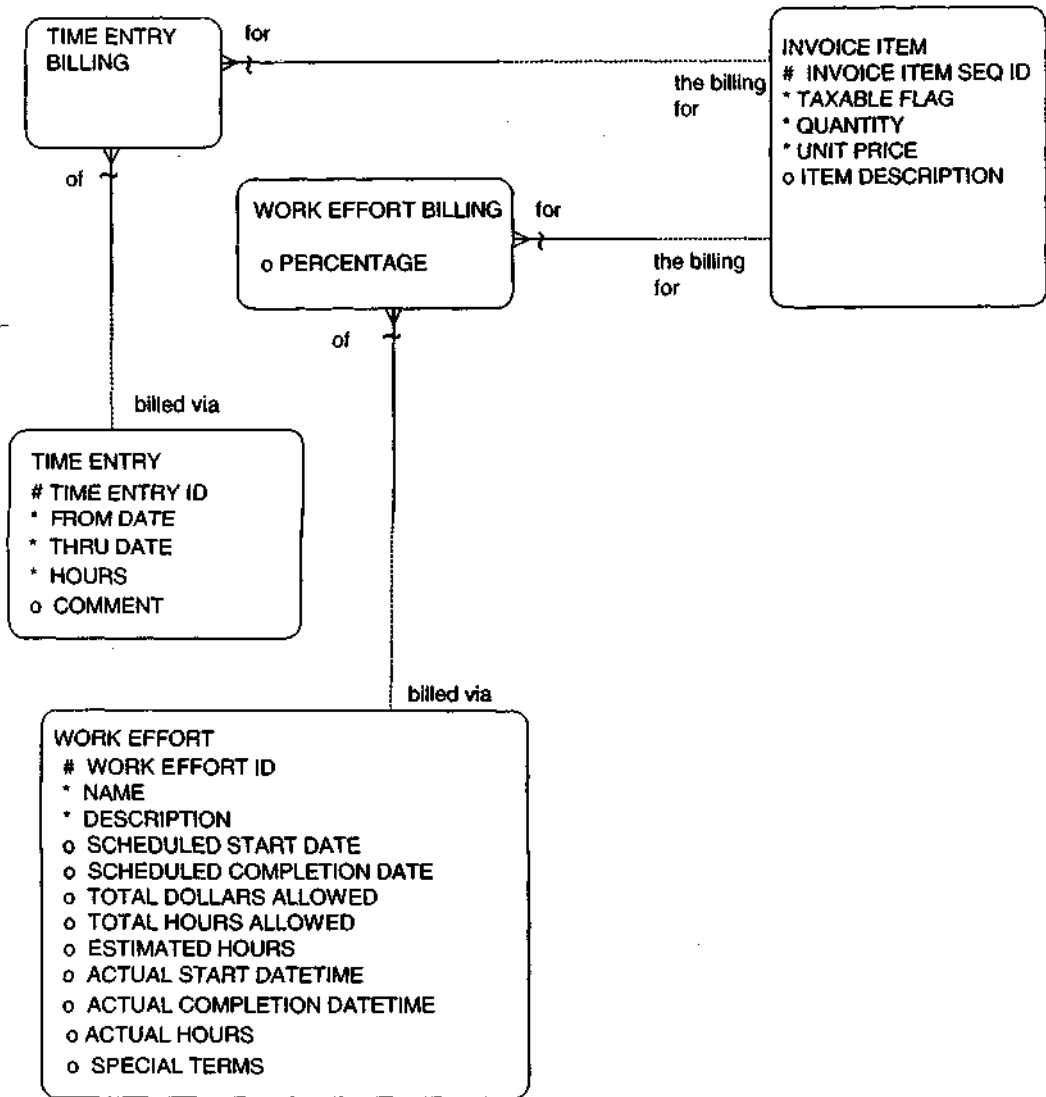 TIME ENTRY
BILLING
for
the billing
for
INVOICE ITEM
# INVOICE ITEM SEQ ID
* TAXABLE FLAG
* QUANTITY
* UNIT PRICE
o ITEM DESCRIPTION
of
WORK EFFORT BILLING
o PERCENTAGE
for
the billing
for
of
billed via
TIME ENTRY
# TIME ENTRY ID
* FROM DATE
* THRU DATE
* HOURS
o COMMENT
billed via
WORK EFFORT
# WORK EFFORT ID
* NAME
* DESCRIPTION
o SCHEDULED START DATE
o SCHEDULED COMPLETION DATE
o TOTAL DOLLARS ALLOWED
o TOTAL HOURS ALLOWED
o ESTIMATED HOURS
o ACTUAL START DATETIME
o ACTUAL COMPLETION DATETIME
o ACTUAL HOURS
o SPECIAL TERMS